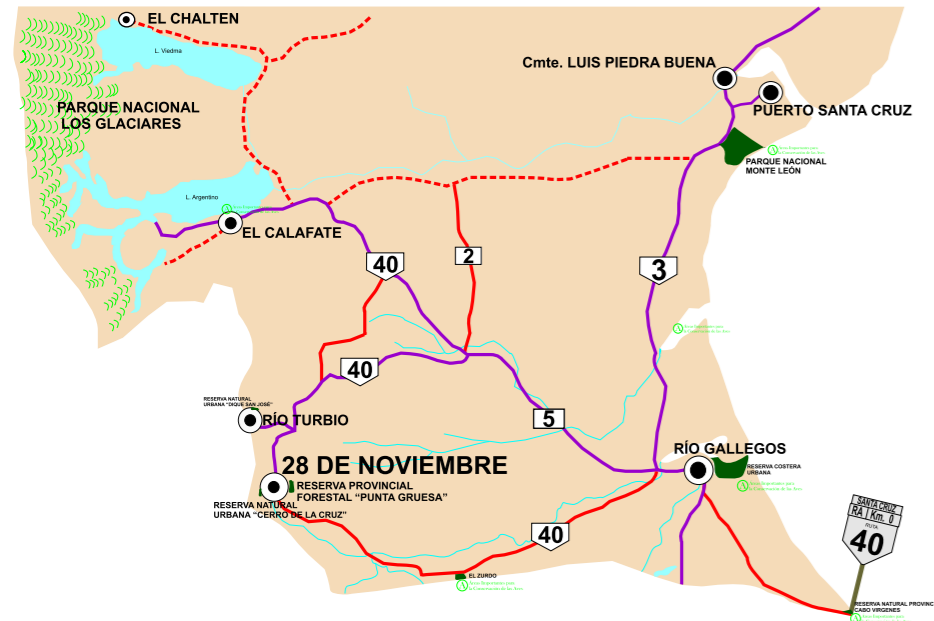 EL CHALTEN
L. Viedma
Cmte. LUIS PIEDRA BUENA
PUERTO SANTA CRUZ
PARQUE NACIONAL
LOS GLACIARES
PARQUE NACIONAL
MONTE LEÓN
L. Argentino
EL CALAFATE
2
40
3
40
RESERVA NATURAL
URBANA “DIQUE SAN JOSÉ”
RÍO TURBIO
5
RÍO GALLEGOS
28 DE NOVIEMBRE
RESERVA PROVINCIAL
FORESTAL “PUNTA GRUESA”
RESERVA COSTERA
URBANA
RESERVA NATURAL
URBANA “CERRO DE LA CRUZ”
40
SANTA CRUZ
RA Km. 0
RUTA
40
EL ZURDO
RESERVA NATURAL PROVINC
CABO VIRGENES